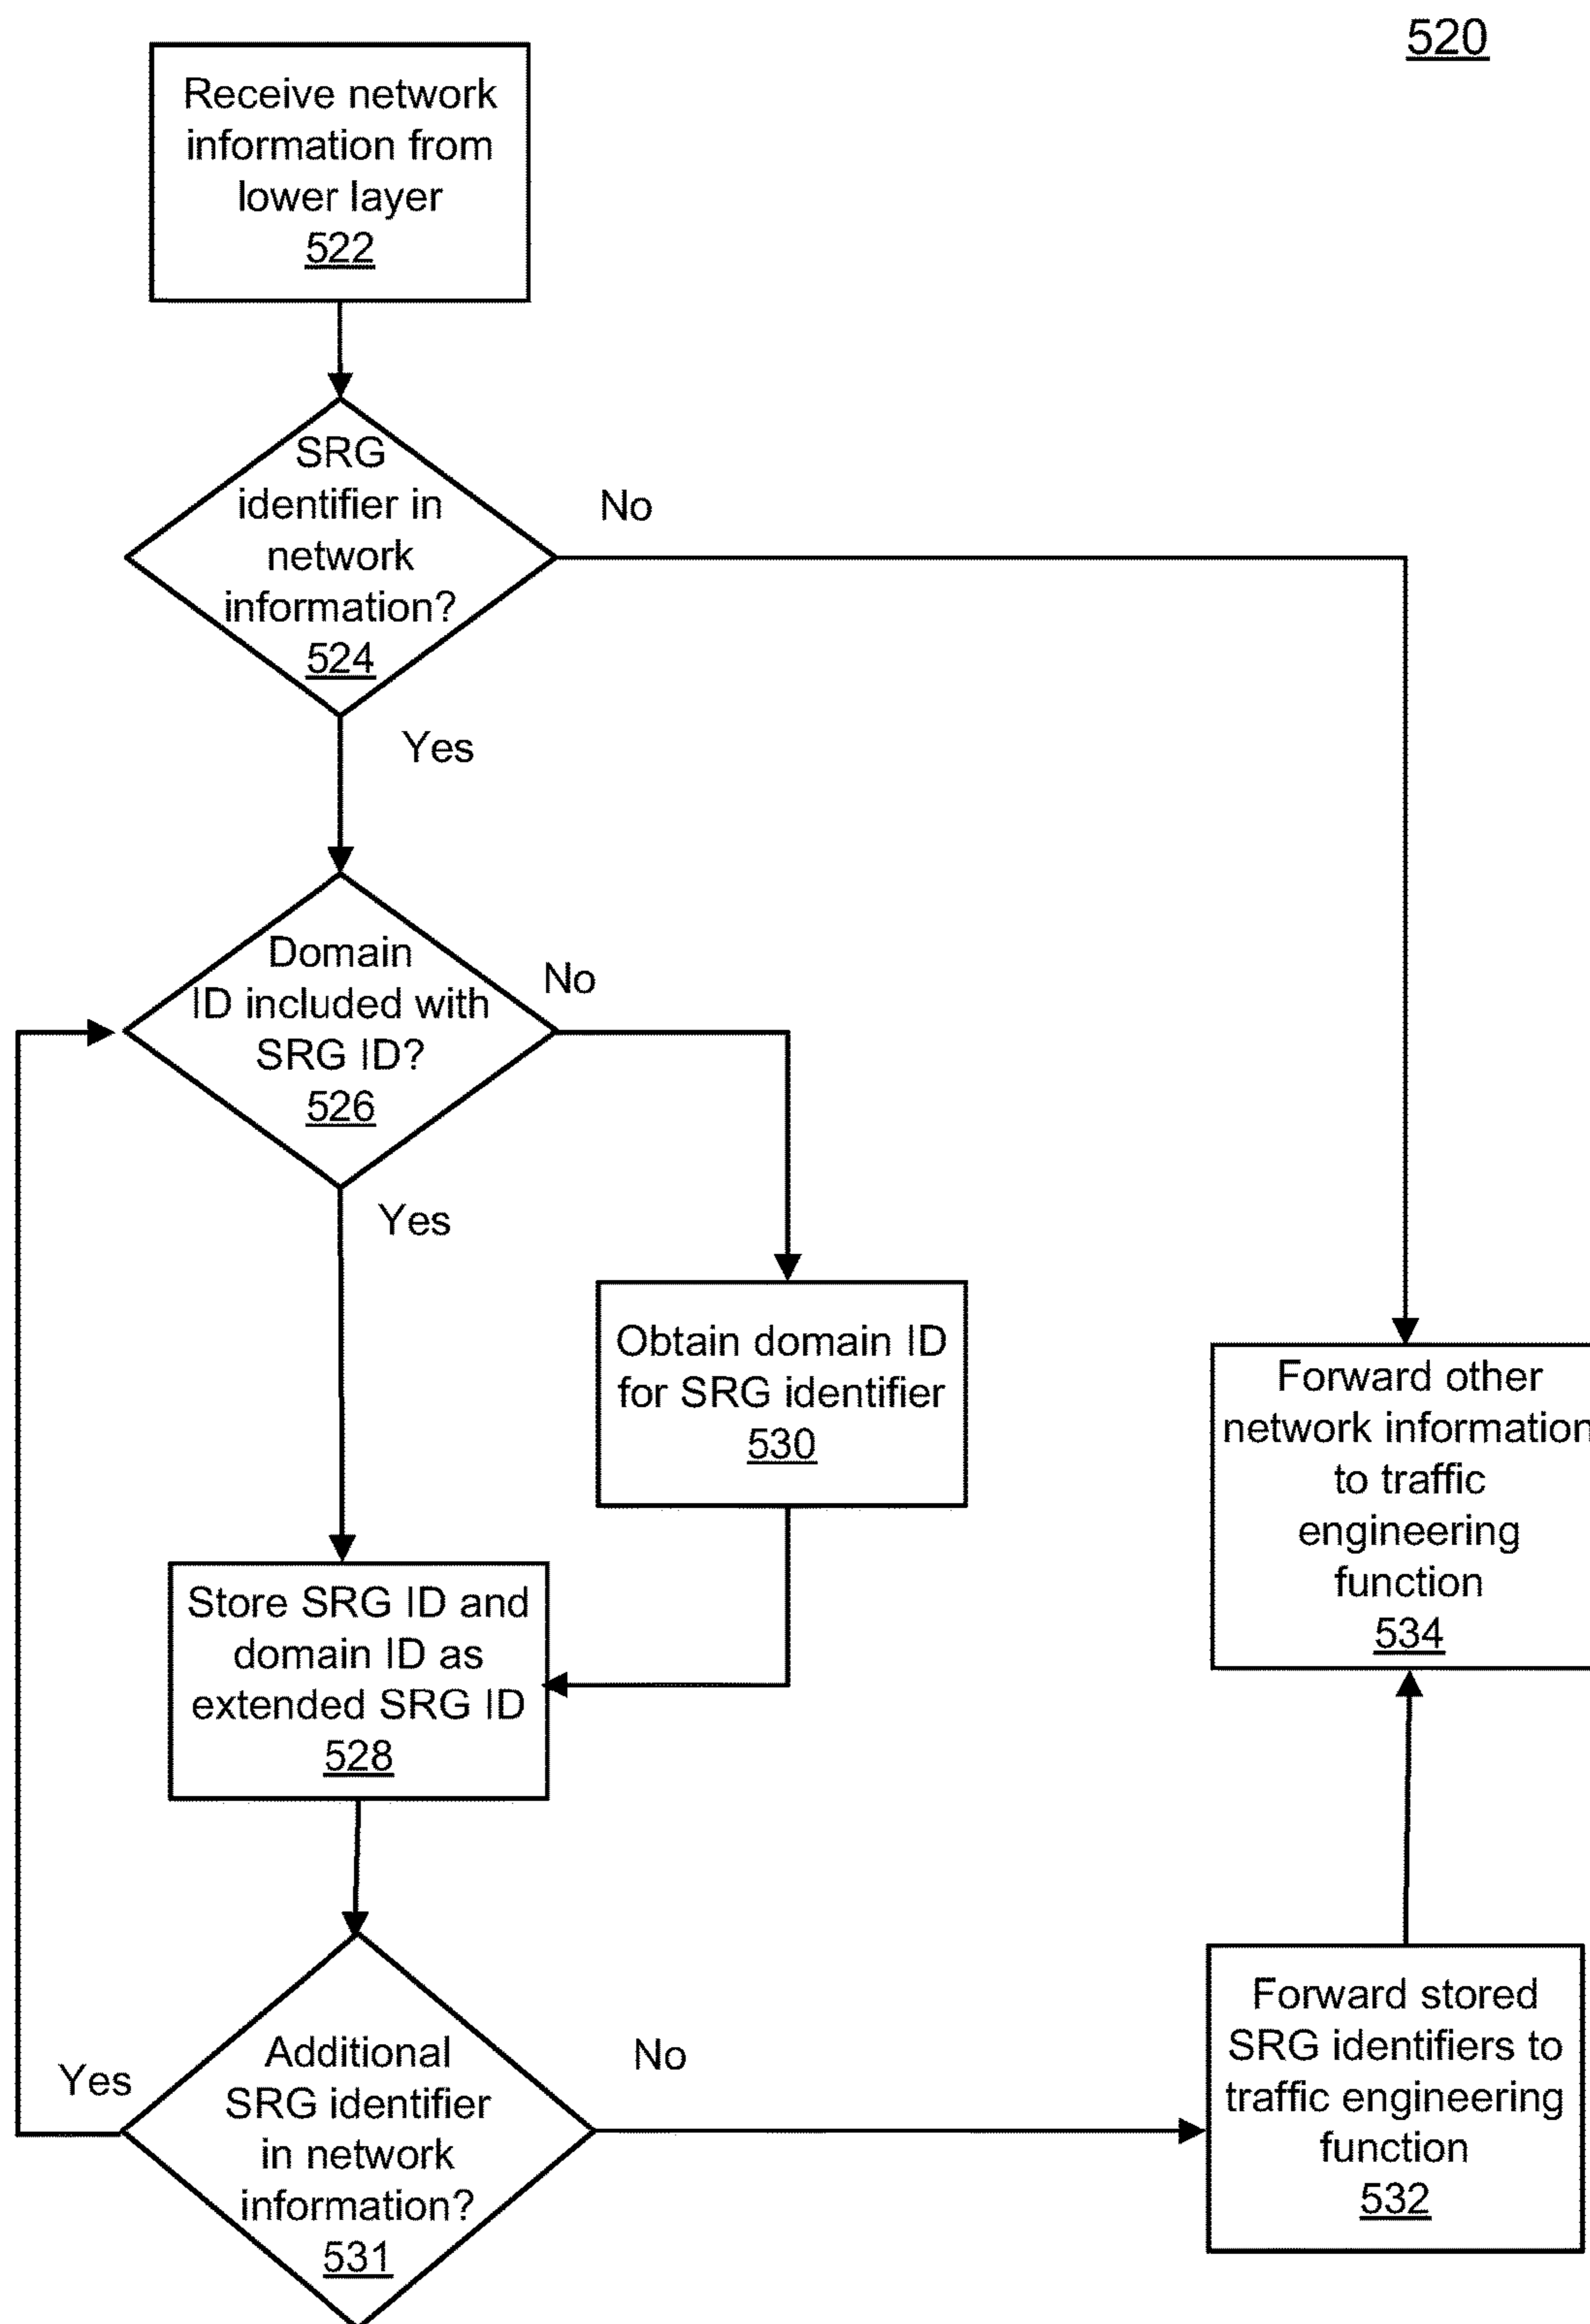 520
Receive network
information from
lower layer
522
SRG
identifier in
network
information?
524
No
Yes
Domain
ID included with
SRG ID?
526
No
Yes
Obtain domain ID
for SRG identifier
530
Forward other
network information
to traffic
engineering
function
534
Store SRG ID and
domain ID as
extended SRG ID
528
Additional
SRG identifier
in network
information?
531
Yes
No
Forward stored
SRG identifiers to
traffic engineering
function
532